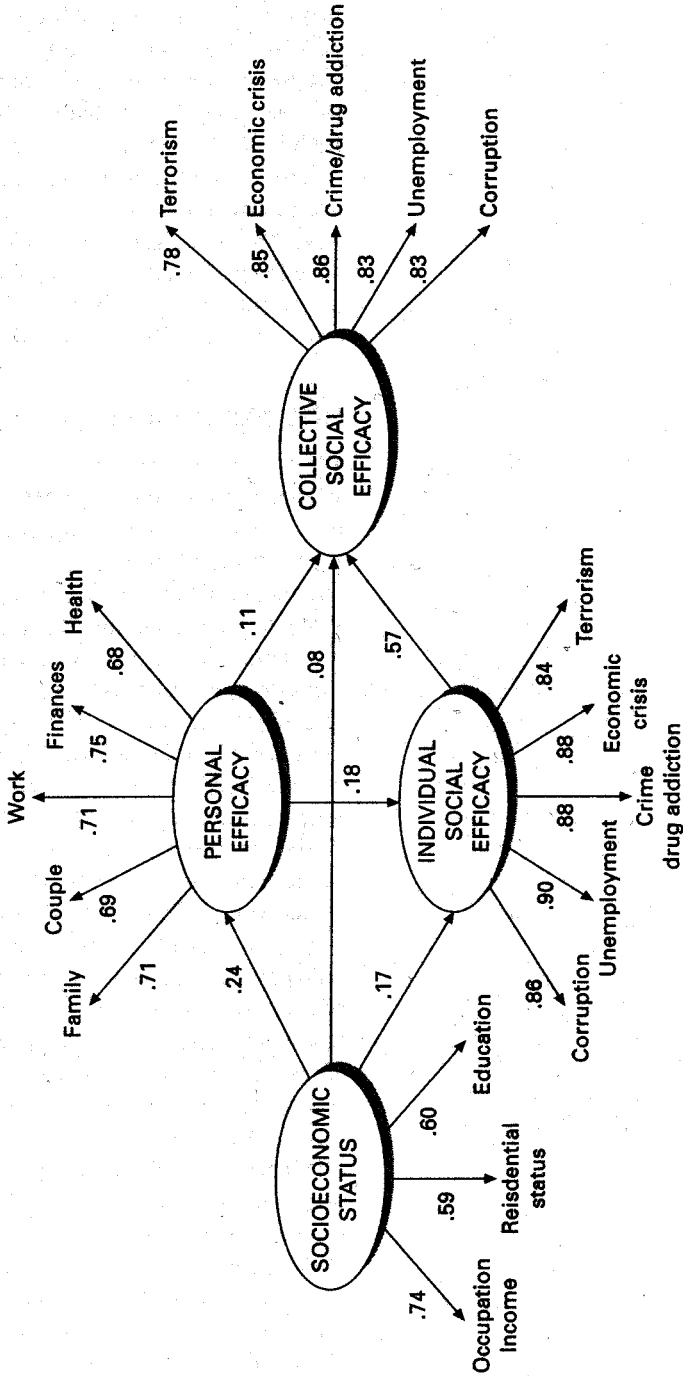 Work
Finances
Health
Couple
Family
.71
.69
.71
.75
.68
PERSONAL
EFFICACY
.24
.11
.18
.08
SOCIOECONOMIC
STATUS
.74
.59
.60
Occupation
Income
Reisdential
status
Education
.17
.57
INDIVIDUAL
SOCIAL
EFFICACY
.86
.90
.88
.88
.84
Corruption
Unemployment
Crime
drug addiction
Economic
crisis
Terrorism
COLLECTIVE
SOCIAL
EFFICACY
.78
.85
.86
.83
.83
Terrorism
Economic crisis
Crime/drug addiction
Unemployment
Corruption